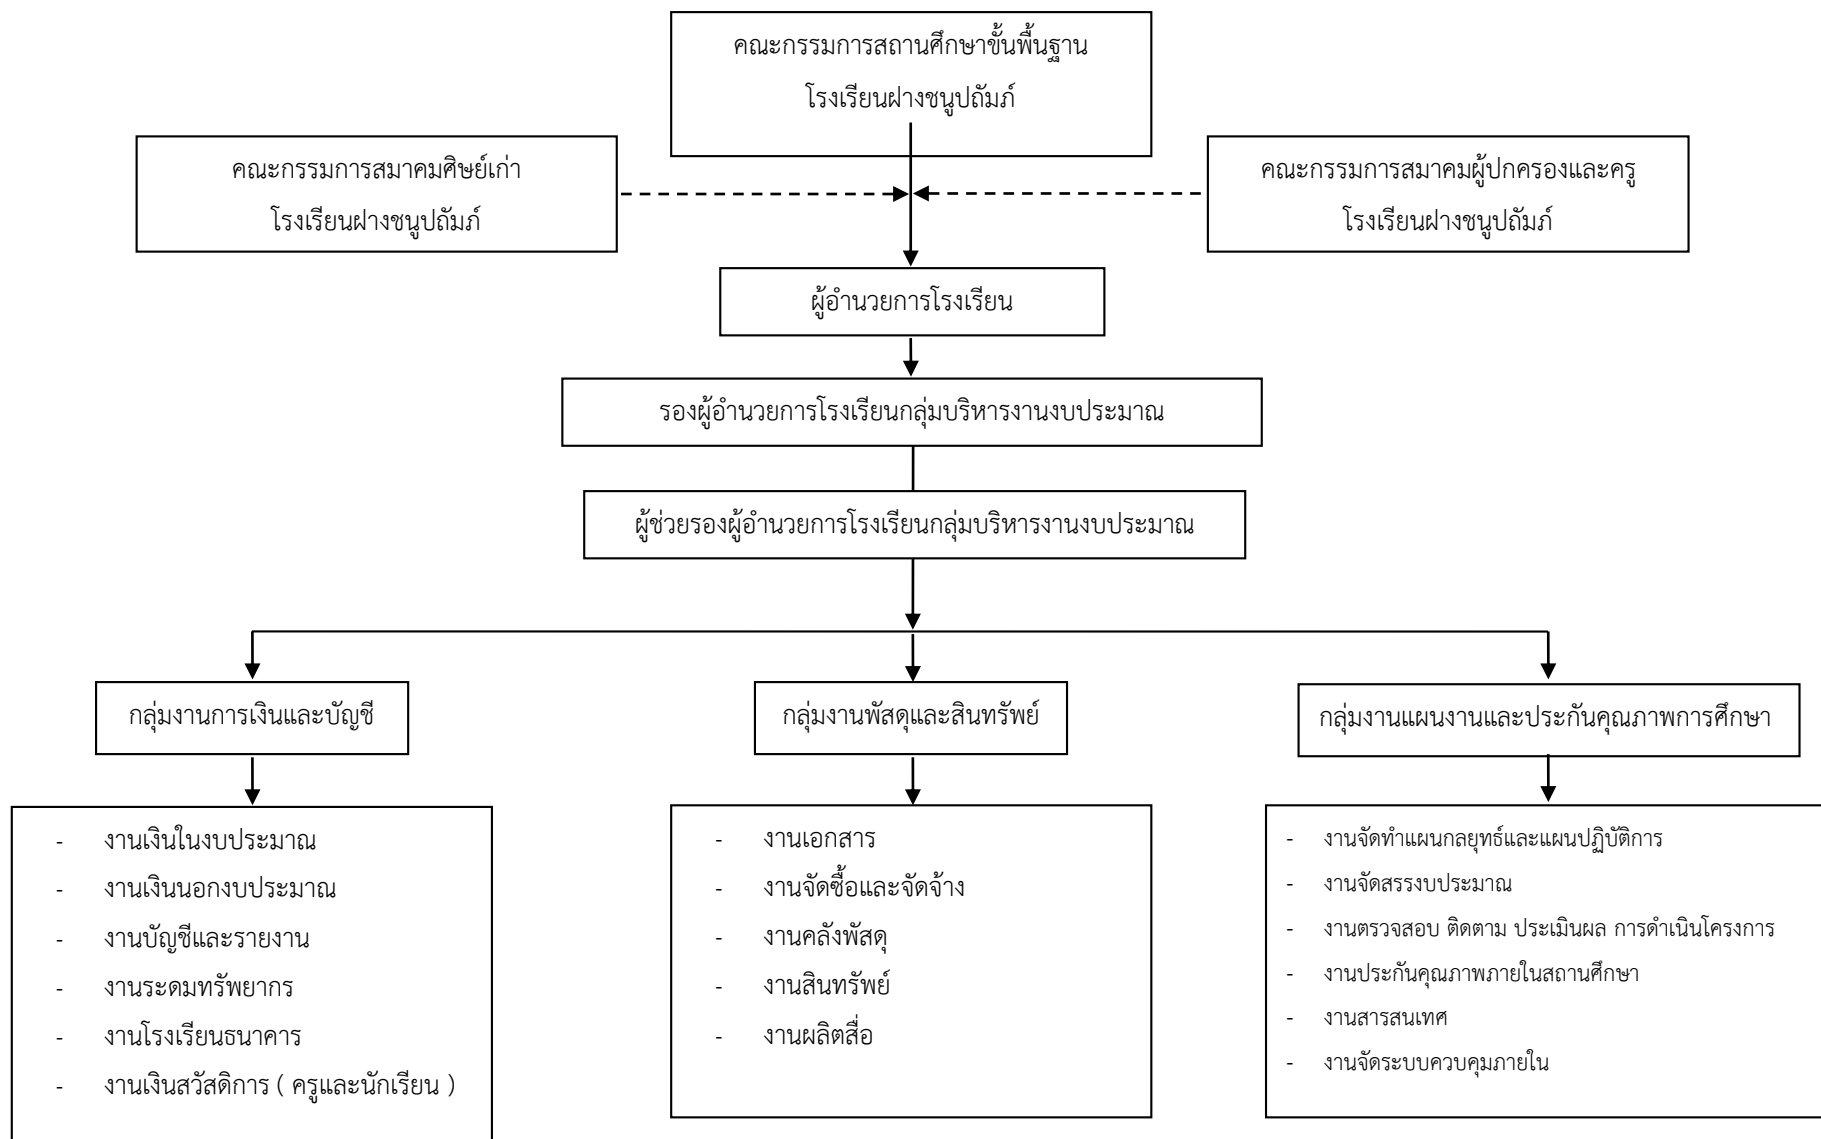 คณะกรรมการสถานศึกษาขั้นพื้นฐาน
โรงเรียนฝางชนูปถัมภ์
คณะกรรมการสมาคมศิษย์เก่า
โรงเรียนฝางชนูปถัมภ์
คณะกรรมการสมาคมผู้ปกครองและครู
โรงเรียนฝางชนูปถัมภ์
ผู้อำนวยการโรงเรียน
รองผู้อำนวยการโรงเรียนกลุ่มบริหารงานงบประมาณ
ผู้ช่วยรองผู้อำนวยการโรงเรียนกลุ่มบริหารงานงบประมาณ
กลุ่มงานการเงินและบัญชี
- งานเงินในงบประมาณ
- งานเงินนอกงบประมาณ
- งานบัญชีและรายงาน
- งานระดมทรัพยากร
- งานโรงเรียนธนาคาร
- งานเงินสวัสดิการ ( ครูและนักเรียน )
กลุ่มงานพัสดุและสินทรัพย์
- งานเอกสาร
- งานจัดซื้อและจัดจ้าง
- งานคลังพัสดุ
- งานสินทรัพย์
- งานผลิตสื่อ
กลุ่มงานแผนงานและประกันคุณภาพการศึกษา
- งานจัดทำแผนกลยุทธ์และแผนปฏิบัติการ
- งานจัดสรรงบประมาณ
- งานตรวจสอบ ติดตาม ประเมินผล การดำเนินโครงการ
- งานประกันคุณภาพภายในสถานศึกษา
- งานสารสนเทศ
- งานจัดระบบควบคุมภายใน